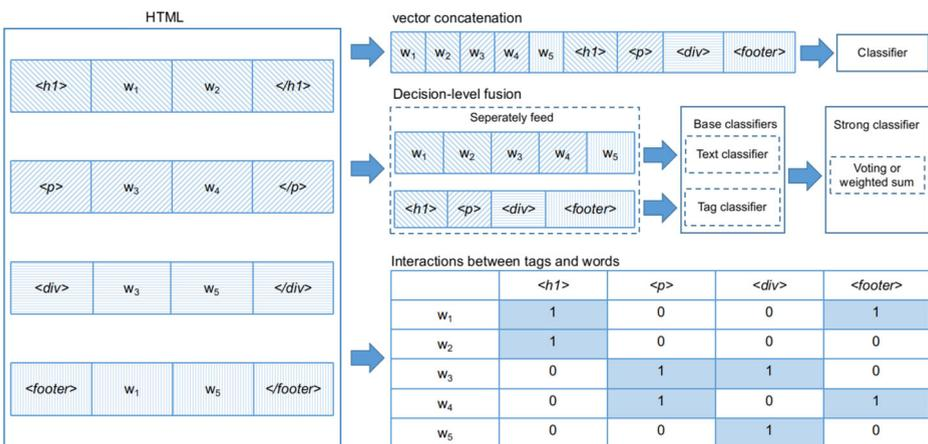 HTML
<h1> w1 w2 </h1>
<p> w3 w4 </p>
<div> w3 w5 </div>
<footer> w1 w5 </footer>
vector concatenation
w1 w2 w3 w4 w5 <h1> <p> <div> <footer>
Classifier
Decision-level fusion
Seperately feed
w1 w2 w3 w4 w5
<h1> <p> <div> <footer>
Base classifiers
Text classifier
Tag classifier
Strong classifier
Voting or
weighted sum
Interactions between tags and words
<h1> <p> <div> <footer>
w1 1 0 0 1
w2 1 0 0 0
w3 0 1 1 0
w4 0 1 0 1
w5 0 0 1 0